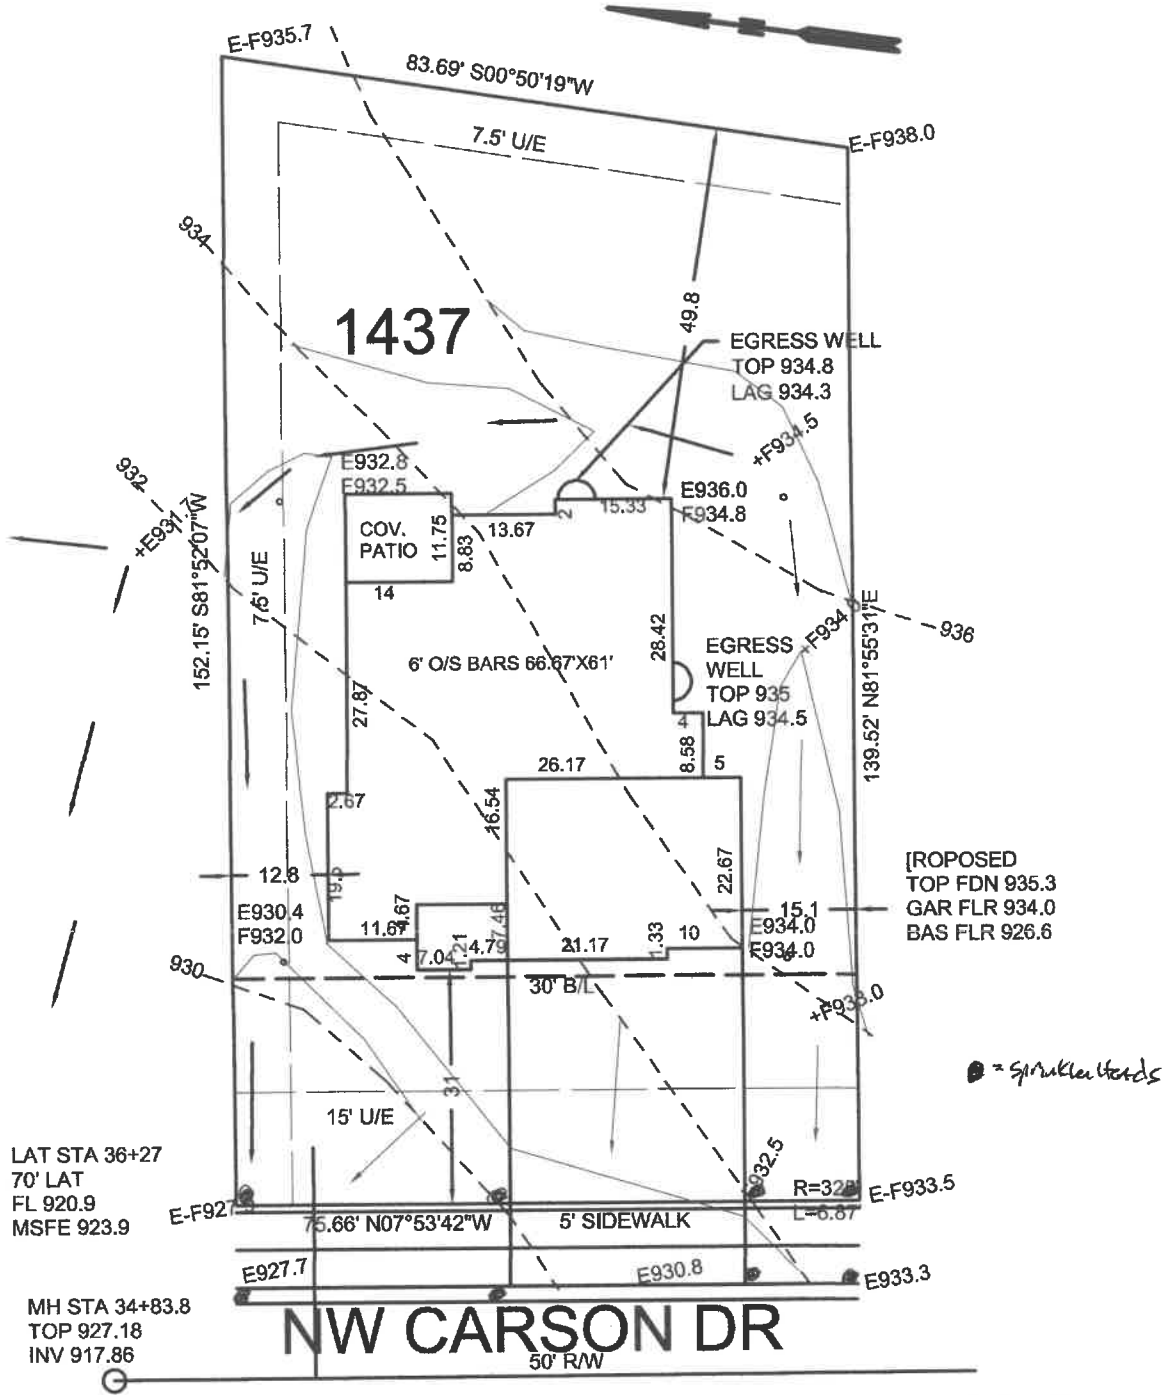 E-F935.7
83.69' S00°50'19"W
E-F938.0
7.5' U/E
934
1437
49.8
EGRESS WELL
TOP 934.8
LAG 934.3
+F934.5
932
E932.8
E932.5
E936.0
F934.8
15.33
2
13.67
COV.
PATIO
11.75
8.83
14
152.15' S81°52'07"W
7.5' U/E
936
6' O/S BARS 66.67'X61'
28.42
EGRESS
WELL
TOP 935
LAG 934.5
4
8.58
5
139.52' N81°55'31"E
27.87
26.17
2.67
16.54
22.67
[ROPOSED
TOP FDN 935.3
GAR FLR 934.0
BAS FLR 926.6
12.8
15.1
E930.4
F932.0
11.67
4
7.04
4.79
7.46
21.17
1.33
10
E934.0
F934.0
930
30' B/L
+F933.0
= Sprinkler Heads
31
15' U/E
LAT STA 36+27
70' LAT
FL 920.9
MSFE 923.9
932.5
L=6.87
E-F933.5
75.66' N07°53'42"W
5' SIDEWALK
E927.7
E930.8
E933.3
MH STA 34+83.8
TOP 927.18
INV 917.86
NW CARSON DR
50' R/W